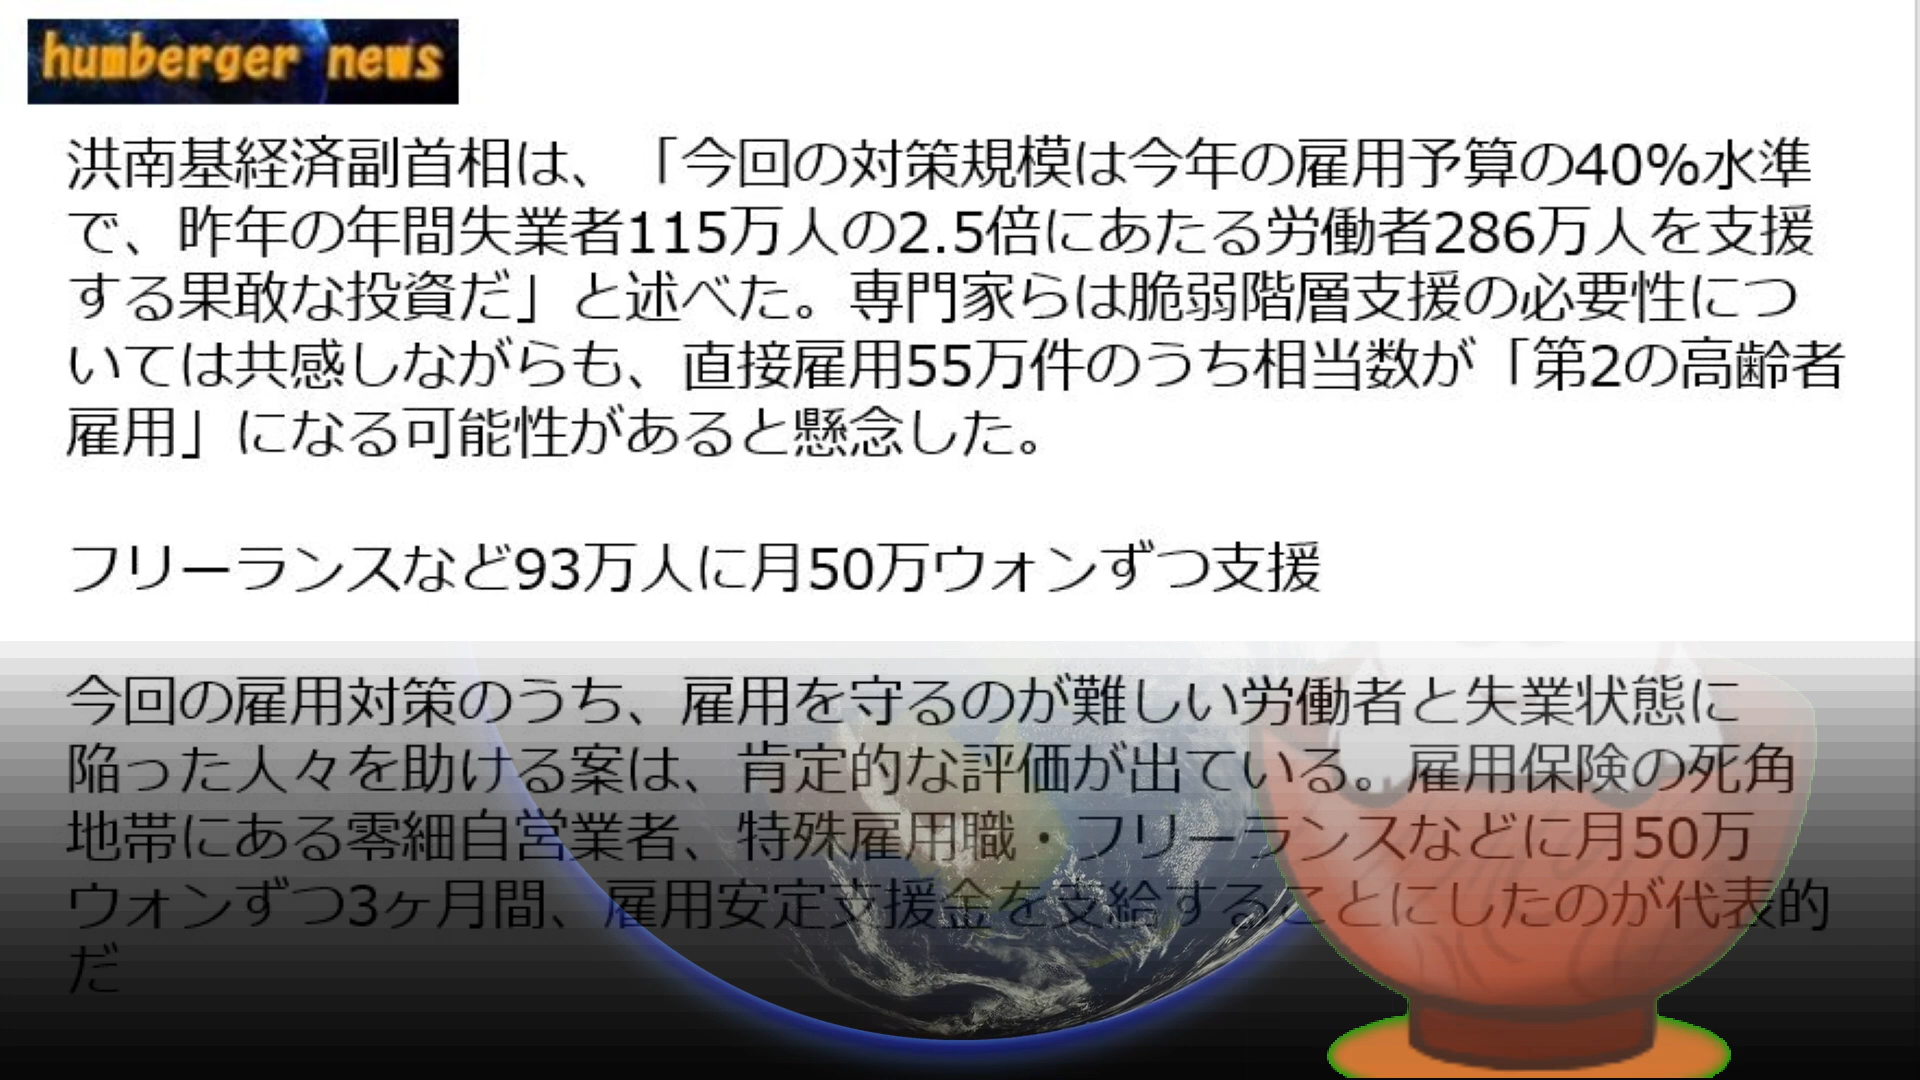 humberger news
洪南基経済副首相は、「今回の対策規模は今年の雇用予算の40%水準
で、昨年の年間失業者115万人の2.5倍にあたる労働者286万人を支援
する果敢な投資だ」と述べた。専門家らは脆弱階層支援の必要性につ
いては共感しながらも、直接雇用55万件のうち相当数が「第2の高齢者
雇用」になる可能性があると懸念した。
フリーランスなど93万人に月50万ウォンずつ支援
今回の雇用対策のうち、雇用を守るのが難しい労働者と失業状態に
陥った人々を助ける案は、肯定的な評価が出ている。雇用保険の死角
地帯にある零細自営業者、特殊雇用職・フリーランスなどに月50万
ウォンずつ3ヶ月間、雇用安定支援金を支給することにしたのが代表的
だ